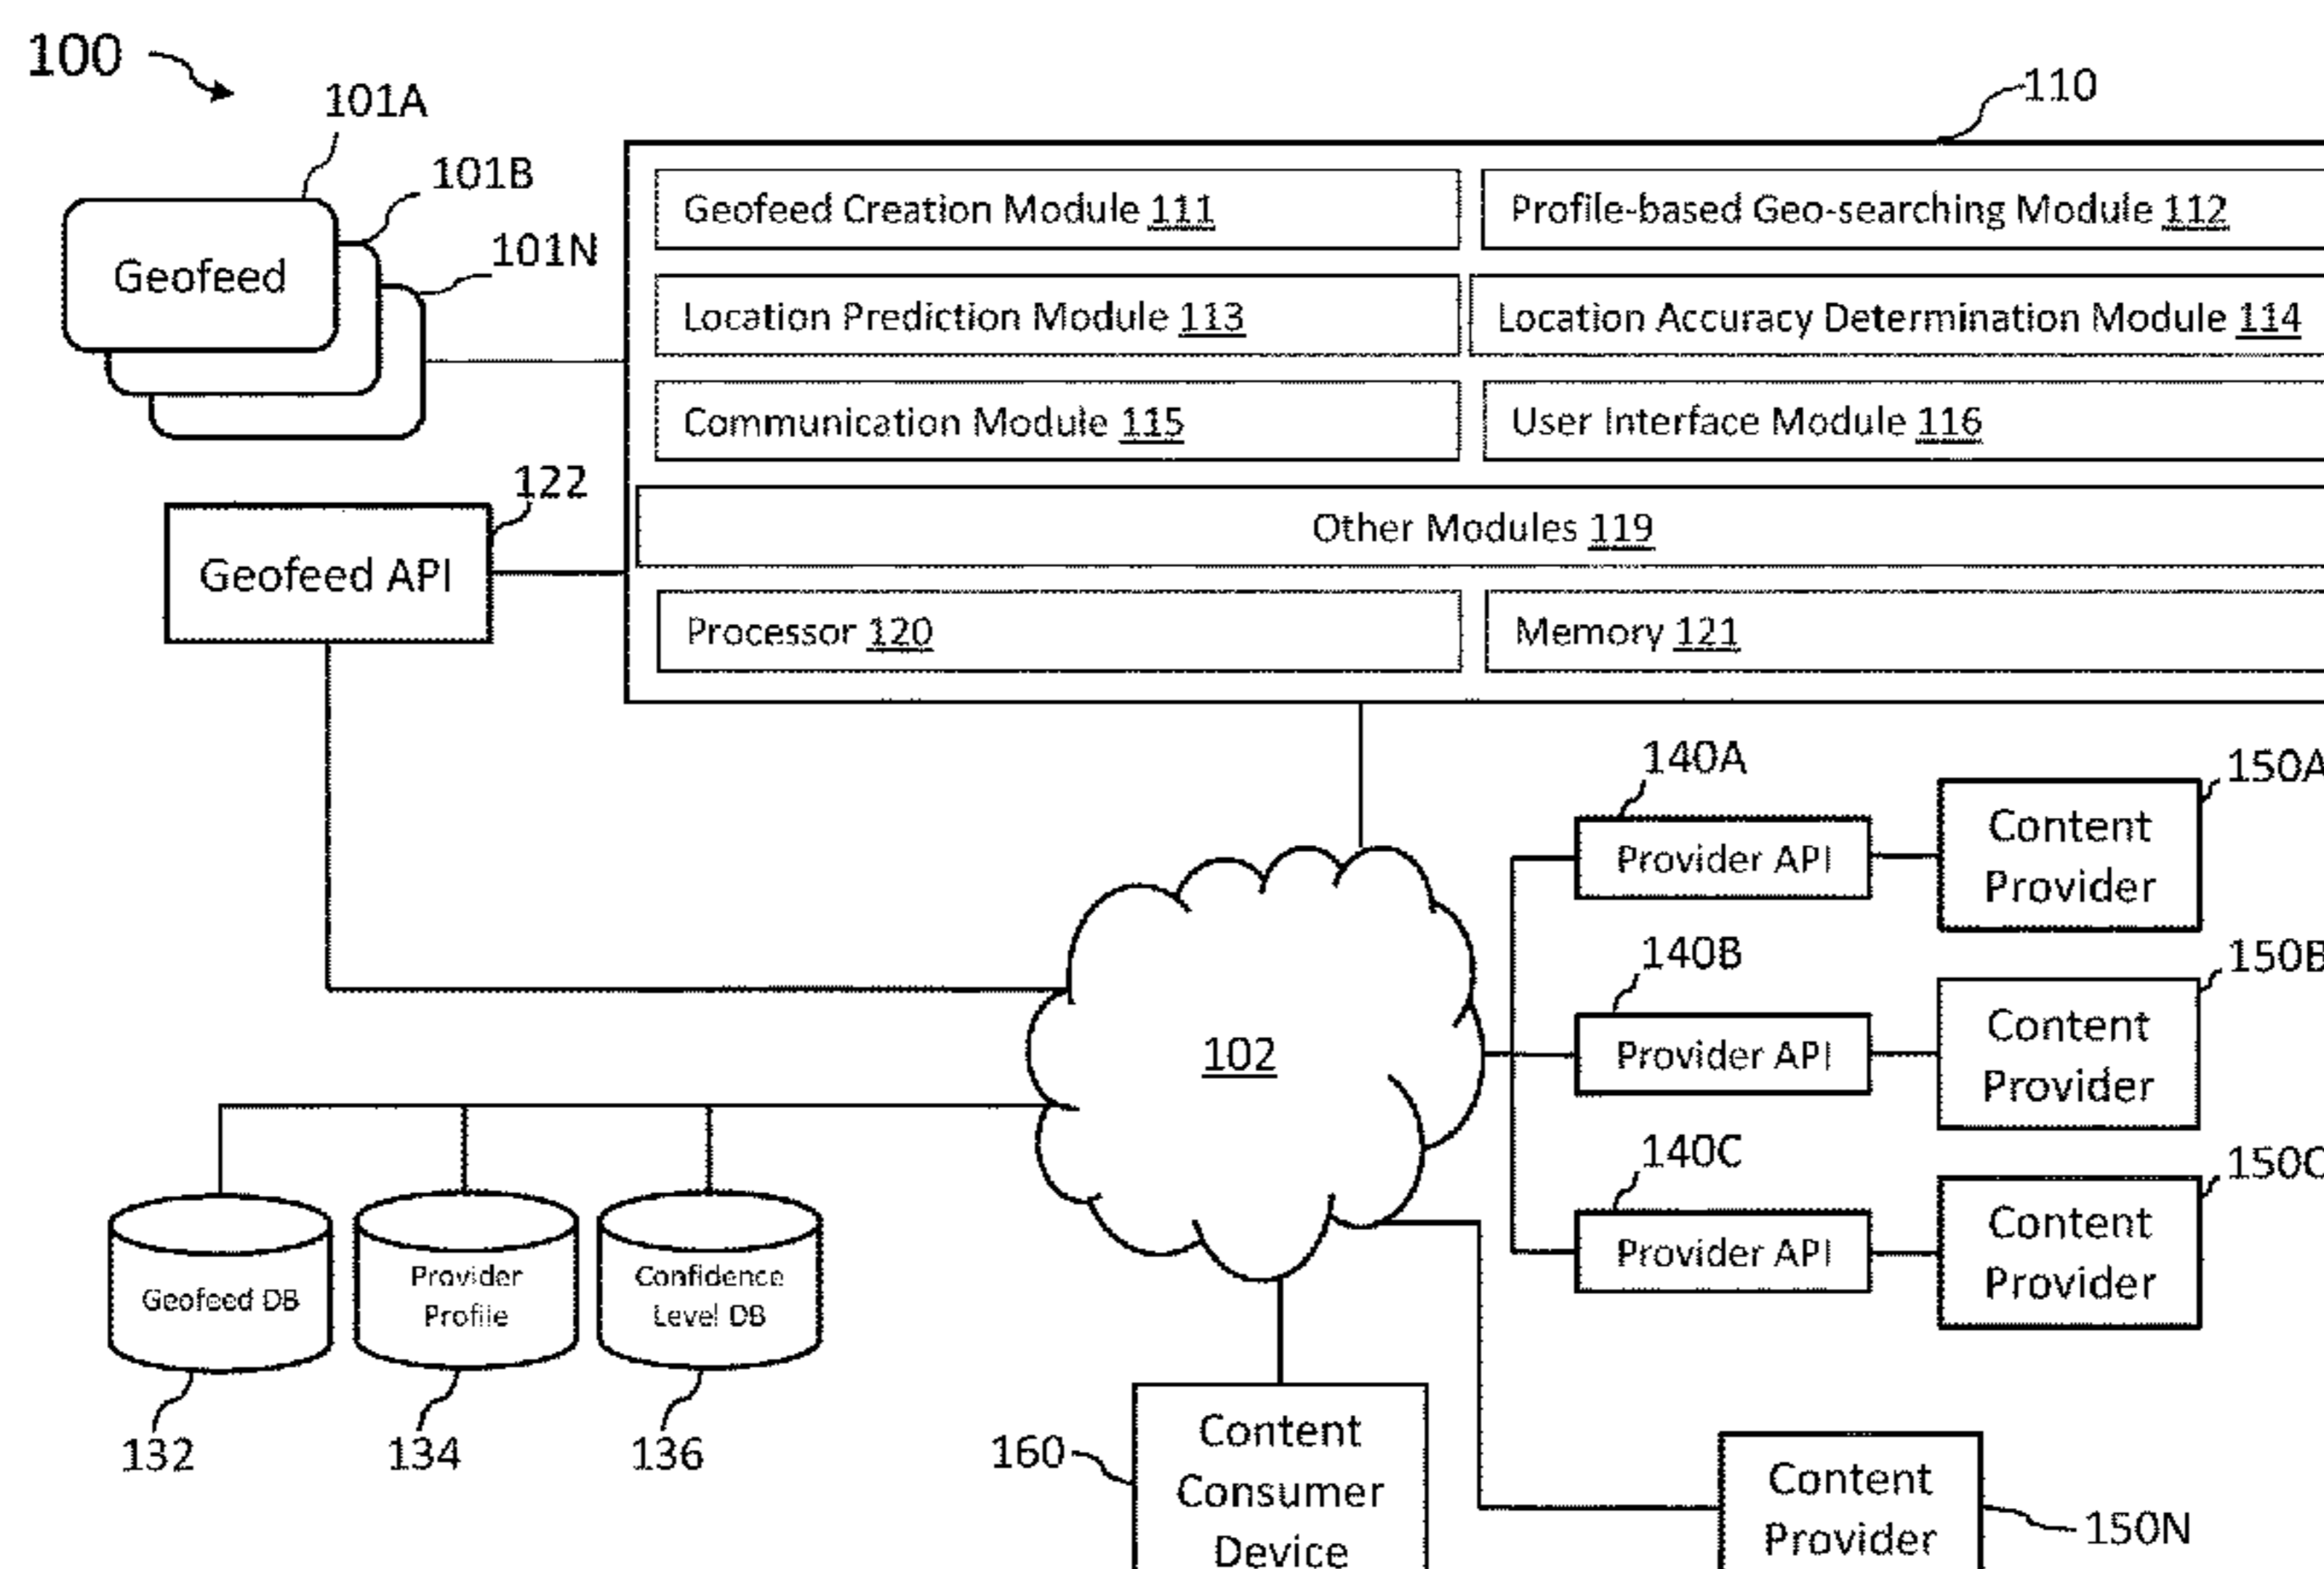 100
101A
110
101B
101N
Geofeed
Geofeed Creation Module 111
Profile-based Geo-searching Module 112
Location Prediction Module 113
Location Accuracy Determination Module 114
Communication Module 115
User Interface Module 116
Other Modules 119
Processor 120
Memory 121
122
Geofeed API
140A
150A
Provider API
Content
Provider
140B
150B
Provider API
Content
Provider
102
140C
150C
Provider API
Content
Provider
Geofeed DB
Provider
Profile
Confidence
Level DB
132
134
136
160
Content
Consumer
Device
Content
Provider
150N